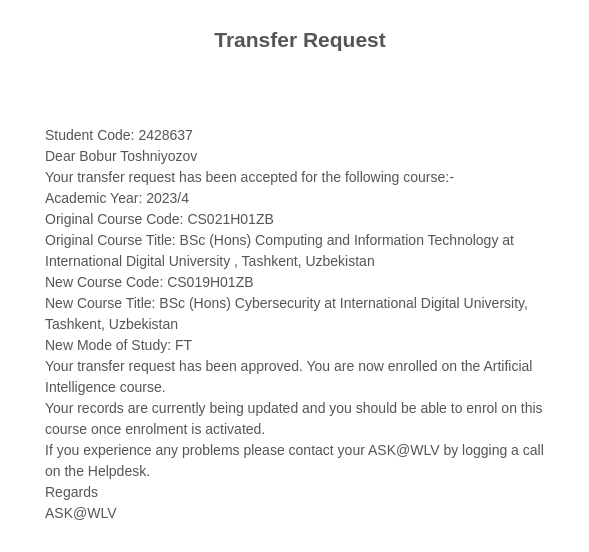 Transfer Request
Student Code: 2428637
Dear Bobur Toshniyozov
Your transfer request has been accepted for the following course:-
Academic Year: 2023/4
Original Course Code: CS021H01ZB
Original Course Title: BSc (Hons) Computing and Information Technology at
International Digital University , Tashkent, Uzbekistan
New Course Code: CS019H01ZB
New Course Title: BSc (Hons) Cybersecurity at International Digital University,
Tashkent, Uzbekistan
New Mode of Study: FT
Your transfer request has been approved. You are now enrolled on the Artificial
Intelligence course.
Your records are currently being updated and you should be able to enrol on this
course once enrolment is activated.
If you experience any problems please contact your ASK@WLV by logging a call
on the Helpdesk.
Regards
ASK@WLV